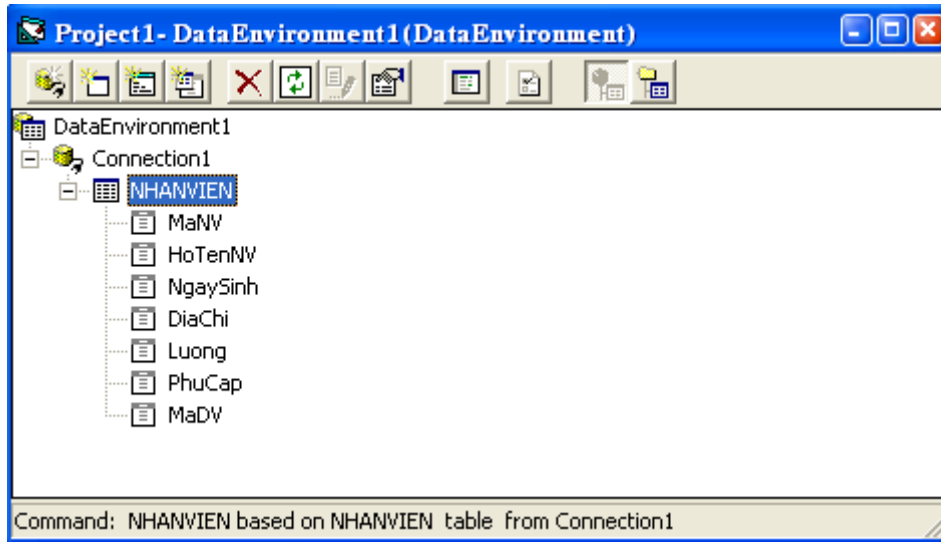 Project1- DataEnvironment1(DataEnvironment)
DataEnvironment1
Connection1
NHANVIEN
MaNV
HoTenNV
NgaySinh
DiaChi
Luong
PhuCap
MaDV
Command: NHANVIEN based on NHANVIEN table from Connection1